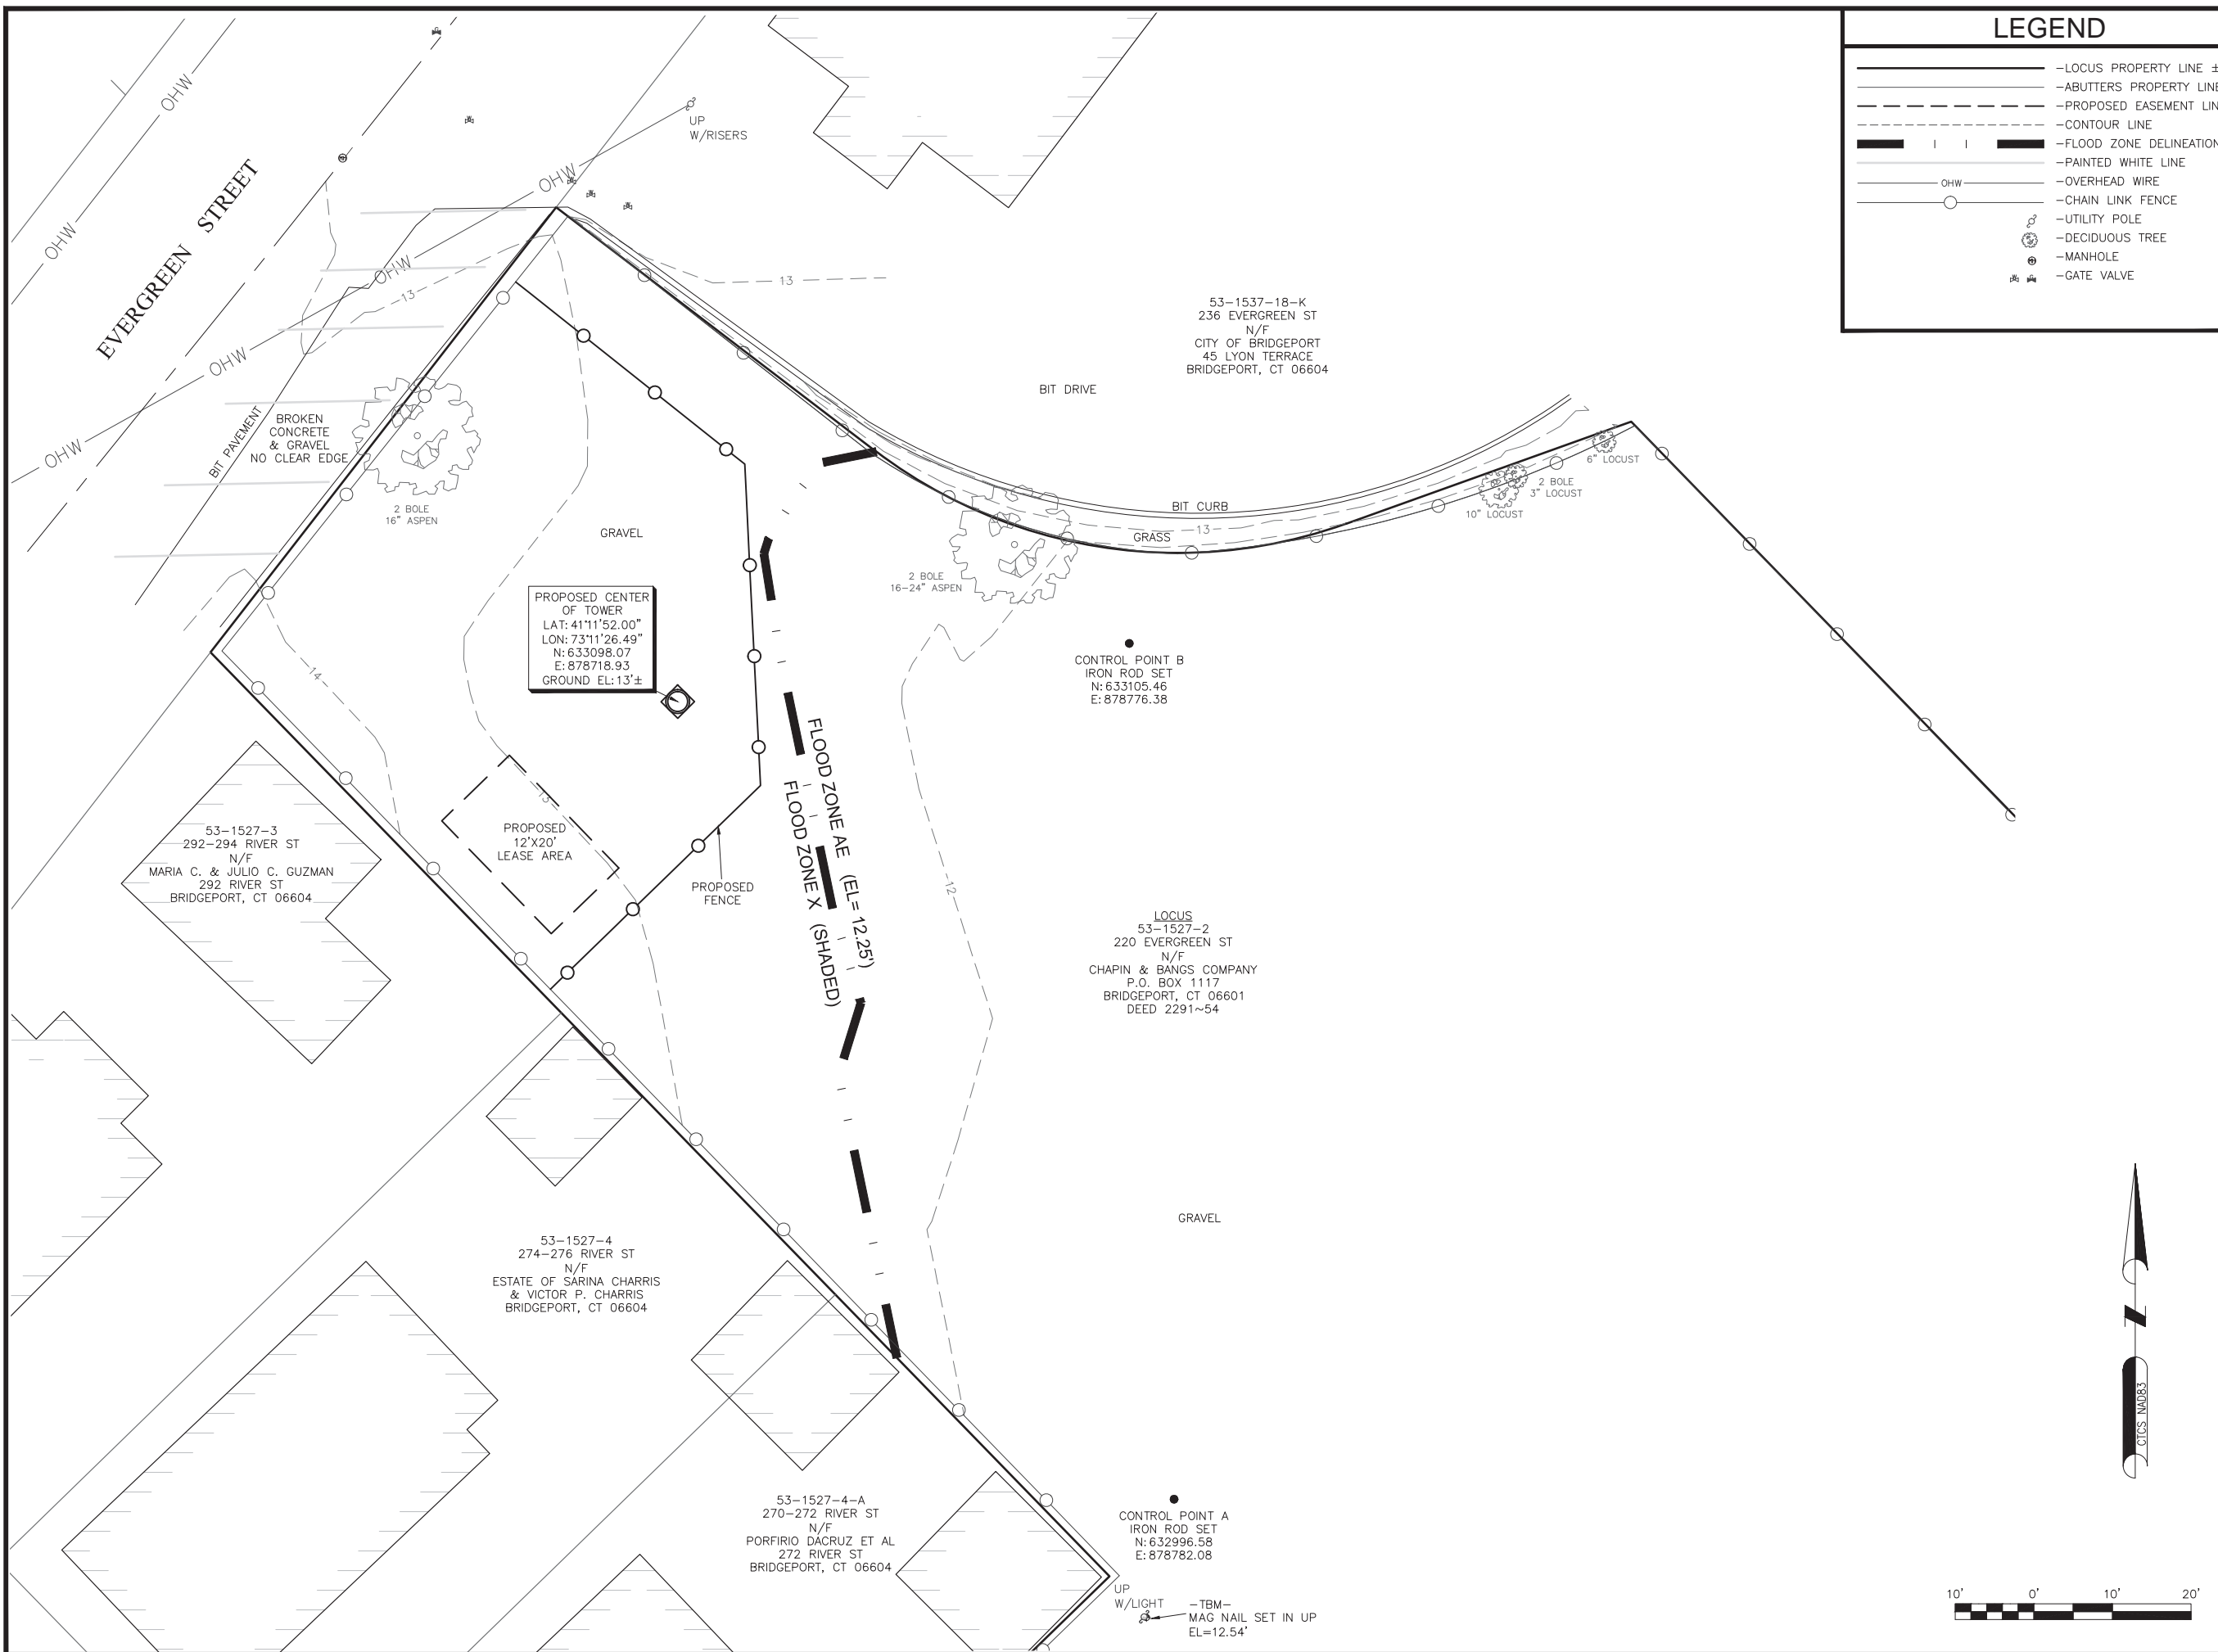 LEGEND
-LOCUS PROPERTY LINE ±
-ABUTTERS PROPERTY LINE
-PROPOSED EASEMENT LIN
-CONTOUR LINE
-FLOOD ZONE DELINEATION
-PAINTED WHITE LINE
OHW -OVERHEAD WIRE
-CHAIN LINK FENCE
-UTILITY POLE
-DECIDUOUS TREE
-MANHOLE
-GATE VALVE
OHW
OHW
OHW
OHW
OHW
OHW
EVERGREEN STREET
UP
W/RISERS
13
13
53-1537-18-K
236 EVERGREEN ST
N/F
CITY OF BRIDGEPORT
45 LYON TERRACE
BRIDGEPORT, CT 06604
BIT DRIVE
BIT PAVEMENT
BROKEN
CONCRETE
& GRAVEL
NO CLEAR EDGE
2 BOLE
16" ASPEN
GRAVEL
BIT CURB
13
GRASS
6" LOCUST
2 BOLE
3" LOCUST
10" LOCUST
2 BOLE
16-24" ASPEN
PROPOSED CENTER
OF TOWER
LAT: 41°11'52.00"
LON: 73°11'26.49"
N: 633098.07
E: 878718.93
GROUND EL: 13'±
CONTROL POINT B
IRON ROD SET
N: 633105.46
E: 878776.38
14
13
PROPOSED
12'X20'
LEASE AREA
PROPOSED
FENCE
FLOOD ZONE AE (EL= 12.25')
FLOOD ZONE X (SHADED)
12
53-1527-3
292-294 RIVER ST
N/F
MARIA C. & JULIO C. GUZMAN
292 RIVER ST
BRIDGEPORT, CT 06604
LOCUS
53-1527-2
220 EVERGREEN ST
N/F
CHAPIN & BANGS COMPANY
P.O. BOX 1117
BRIDGEPORT, CT 06601
DEED 2291~54
GRAVEL
53-1527-4
274-276 RIVER ST
N/F
ESTATE OF SARINA CHARRIS
& VICTOR P. CHARRIS
BRIDGEPORT, CT 06604
53-1527-4-A
270-272 RIVER ST
N/F
PORFIRIO DACRUZ ET AL
272 RIVER ST
BRIDGEPORT, CT 06604
CONTROL POINT A
IRON ROD SET
N: 632996.58
E: 878782.08
UP
W/LIGHT
-TBM-
MAG NAIL SET IN UP
EL=12.54'
N
CTCS NAD83
10' 0' 10' 20'